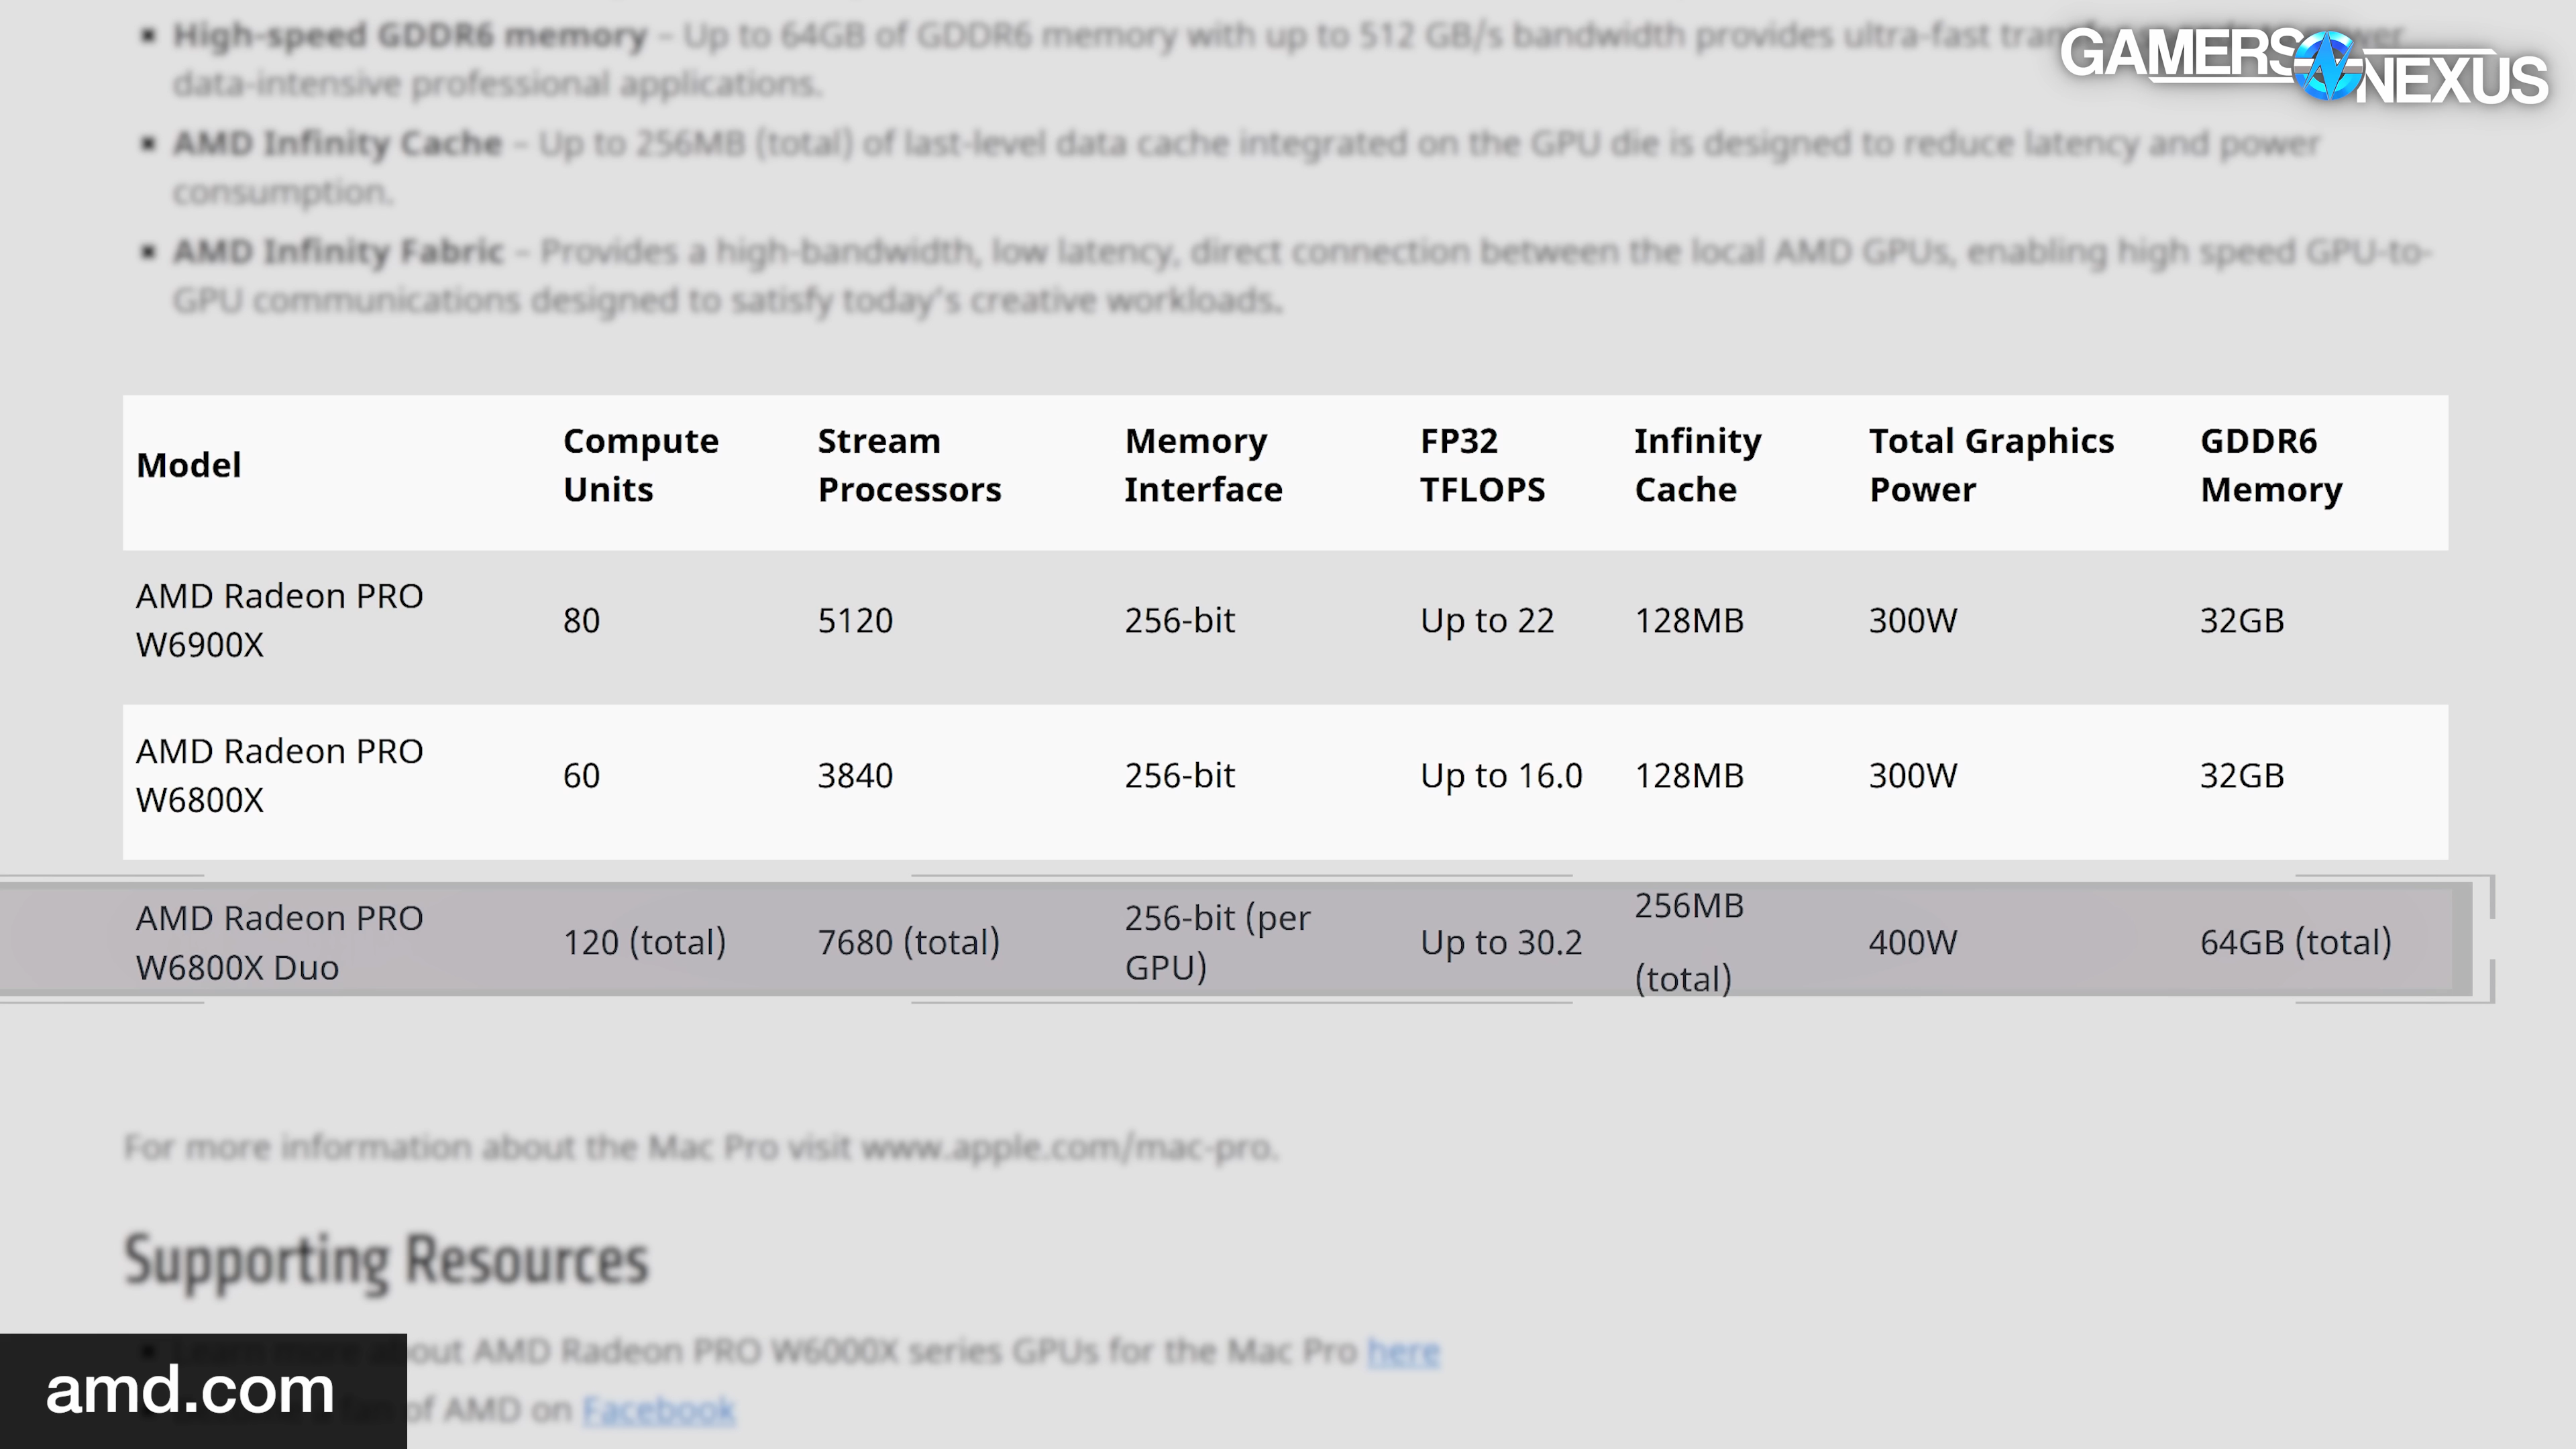 High-speed GDDR6 memory – Up to 64GB of GDDR6 memory with up to 512 GB/s bandwidth provides ultra-fast
data-intensive professional applications.
AMD Infinity Cache – Up to 256MB (total) of last-level data cache integrated on the GPU die is designed to reduce latency and power
consumption.
AMD Infinity Fabric – Provides a high-bandwidth, low latency, direct connection between the local AMD GPUs, enabling high speed GPU-to-
GPU communications designed to satisfy today's creative workloads.
GAMERS NEXUS
Model Compute Units Stream Processors Memory Interface FP32 TFLOPS Infinity Cache Total Graphics Power GDDR6 Memory
AMD Radeon PRO W6900X 80 5120 256-bit Up to 22 128MB 300W 32GB
AMD Radeon PRO W6800X 60 3840 256-bit Up to 16.0 128MB 300W 32GB
AMD Radeon PRO W6800X Duo 120 (total) 7680 (total) 256-bit (per GPU) Up to 30.2 256MB (total) 400W 64GB (total)
For more information about the Mac Pro visit www.apple.com/mac-pro.
Supporting Resources
Learn more about AMD Radeon PRO W6000X series GPUs for the Mac Pro here
fan of AMD on Facebook
amd.com